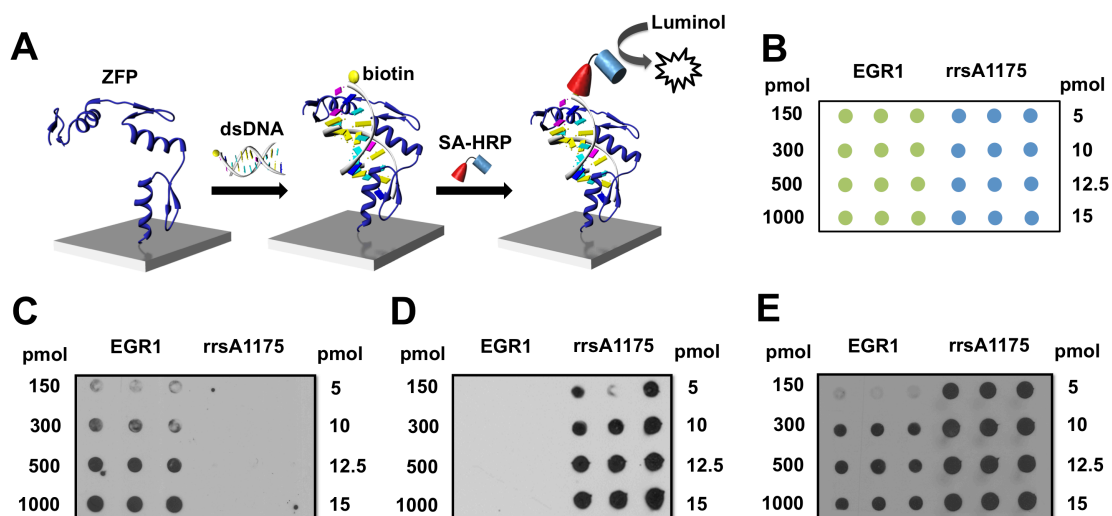 A
ZFP
dsDNA
biotin
SA-HRP
Luminol
B
EGR1 rrsA1175
pmol pmol
150 5
300 10
500 12.5
1000 15
C
EGR1 rrsA1175
pmol pmol
150 5
300 10
500 12.5
1000 15
D
EGR1 rrsA1175
pmol pmol
150 5
300 10
500 12.5
1000 15
E
EGR1 rrsA1175
pmol pmol
150 5
300 10
500 12.5
1000 15